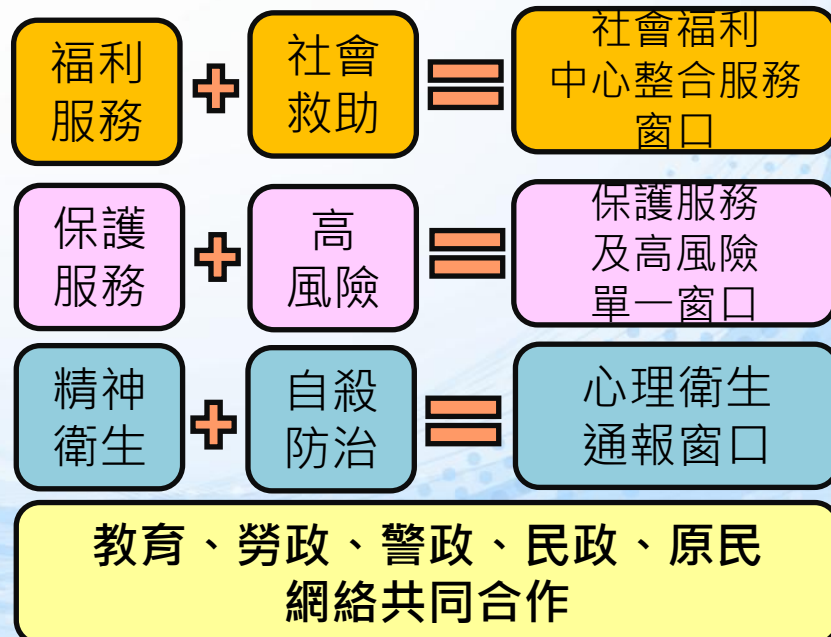 福利
服務
+
社會
救助
=
社會福利
中心整合服務
窗口
保護
服務
+
高
風險
=
保護服務
及高風險
單一窗口
精神
衛生
+
自殺
防治
=
心理衛生
通報窗口
教育、勞政、警政、民政、原民
網絡共同合作